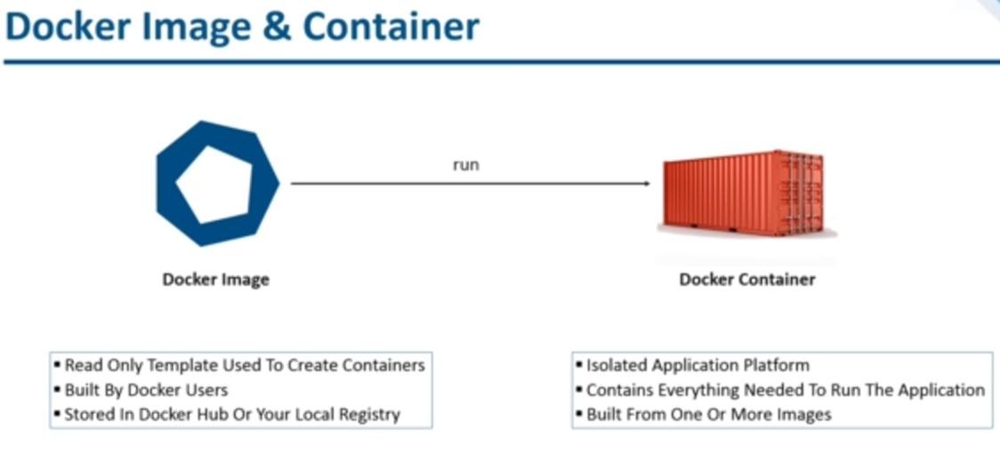 Docker Image & Container
run
Docker Image
Docker Container
▪ Read Only Template Used To Create Containers
▪ Built By Docker Users
▪ Stored In Docker Hub Or Your Local Registry
▪ Isolated Application Platform
▪ Contains Everything Needed To Run The Application
▪ Built From One Or More Images